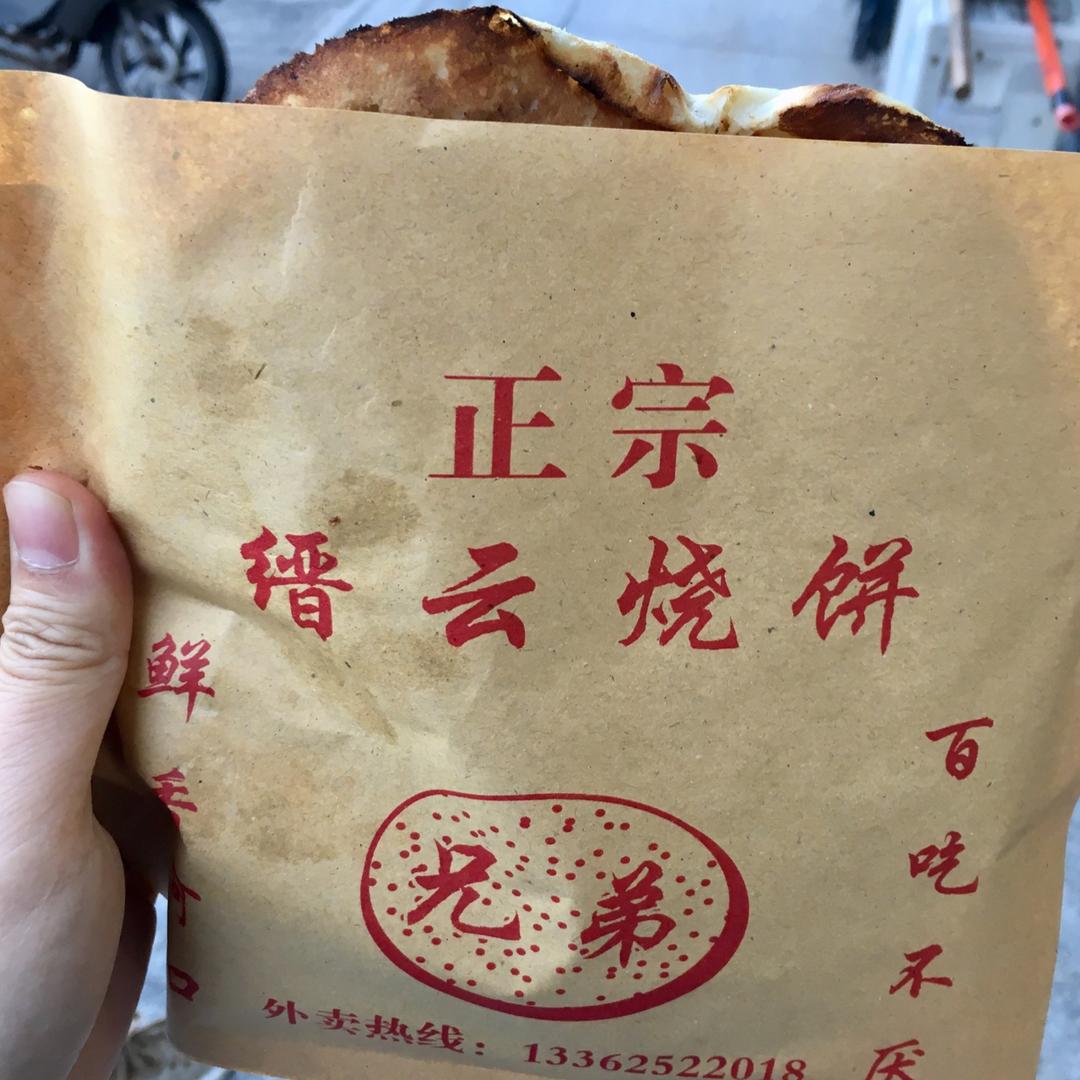 正宗
缙云烧饼
鲜香可口
百吃不厌
兄弟
外卖热线：13362522018